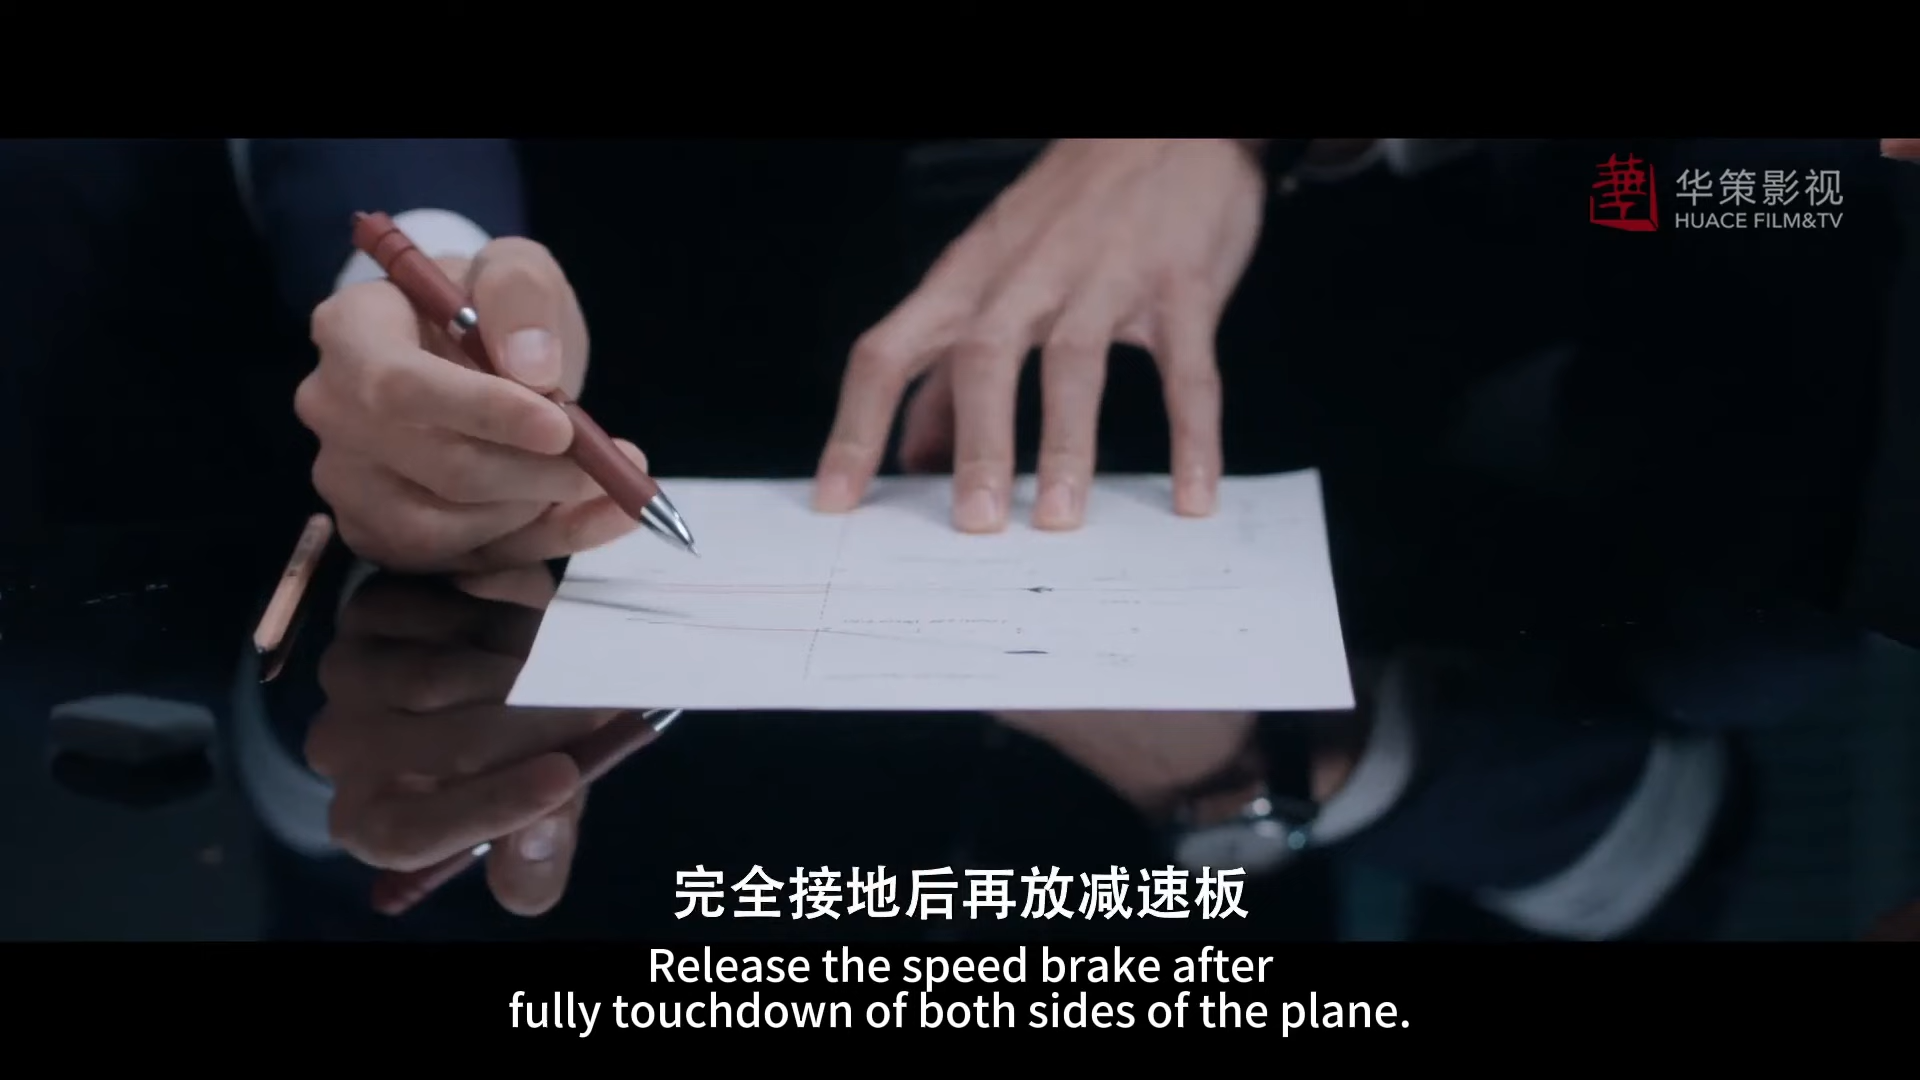 華
华策影视
HUACE FILM&TV
完全接地后再放减速板
Release the speed brake after
fully touchdown of both sides of the plane.